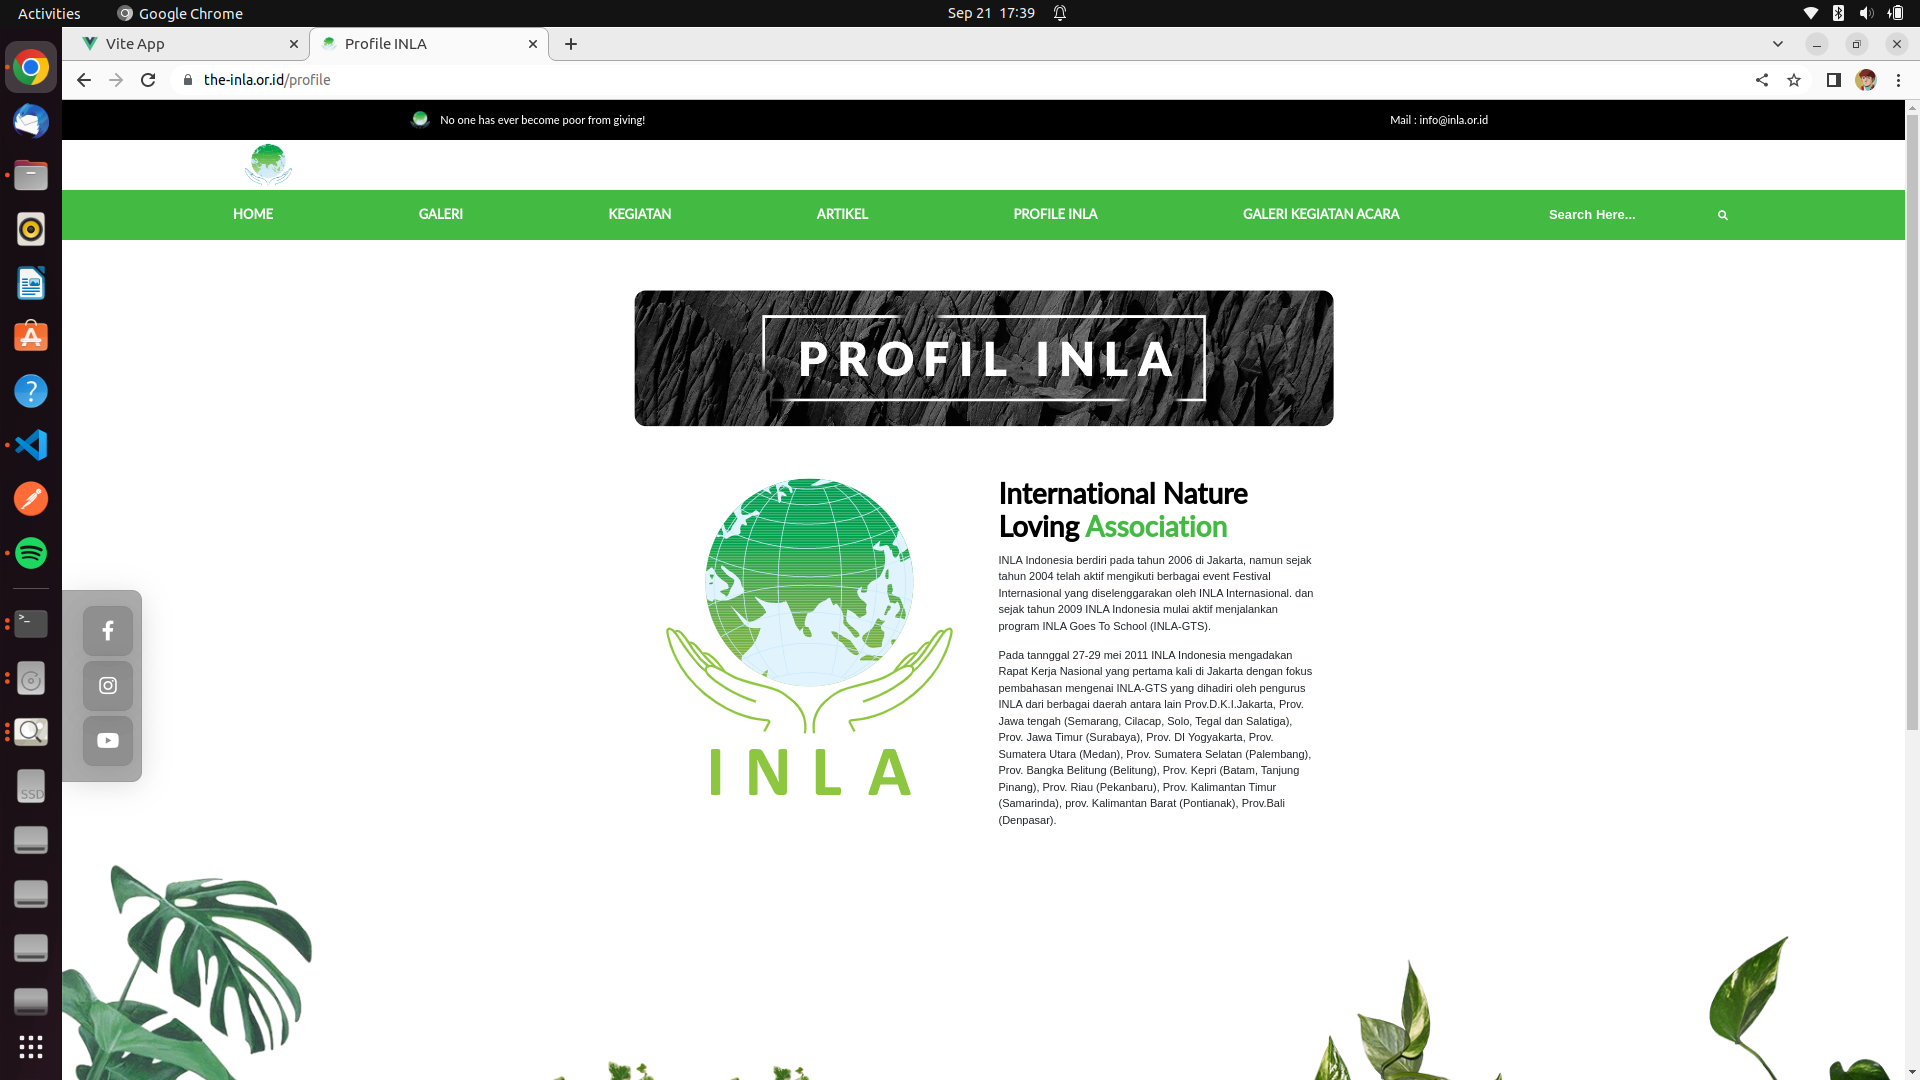 Activities
Google Chrome
Sep 21 17:39
Vite App
Profile INLA
the-inla.or.id/profile
No one has ever become poor from giving!
Mail : info@inla.or.id
HOME
GALERI
KEGIATAN
ARTIKEL
PROFILE INLA
GALERI KEGIATAN ACARA
Search Here...
PROFIL INLA
INLA
International Nature
Loving Association
INLA Indonesia berdiri pada tahun 2006 di Jakarta, namun sejak
tahun 2004 telah aktif mengikuti berbagai event Festival
Internasional yang diselenggarakan oleh INLA Internasional. dan
sejak tahun 2009 INLA Indonesia mulai aktif menjalankan
program INLA Goes To School (INLA-GTS).
Pada tannggal 27-29 mei 2011 INLA Indonesia mengadakan
Rapat Kerja Nasional yang pertama kali di Jakarta dengan fokus
pembahasan mengenai INLA-GTS yang dihadiri oleh pengurus
INLA dari berbagai daerah antara lain Prov.D.K.I.Jakarta, Prov.
Jawa tengah (Semarang, Cilacap, Solo, Tegal dan Salatiga),
Prov. Jawa Timur (Surabaya), Prov. DI Yogyakarta, Prov.
Sumatera Utara (Medan), Prov. Sumatera Selatan (Palembang),
Prov. Bangka Belitung (Belitung), Prov. Kepri (Batam, Tanjung
Pinang), Prov. Riau (Pekanbaru), Prov. Kalimantan Timur
(Samarinda), prov. Kalimantan Barat (Pontianak), Prov.Bali
(Denpasar).
SSD